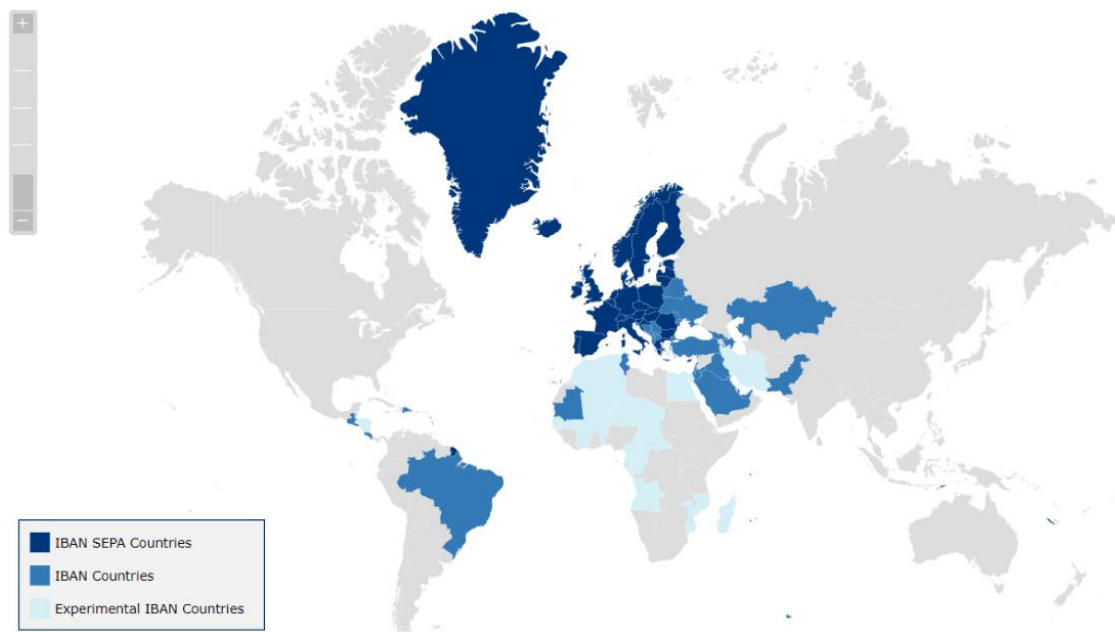 +
−
IBAN SEPA Countries
IBAN Countries
Experimental IBAN Countries